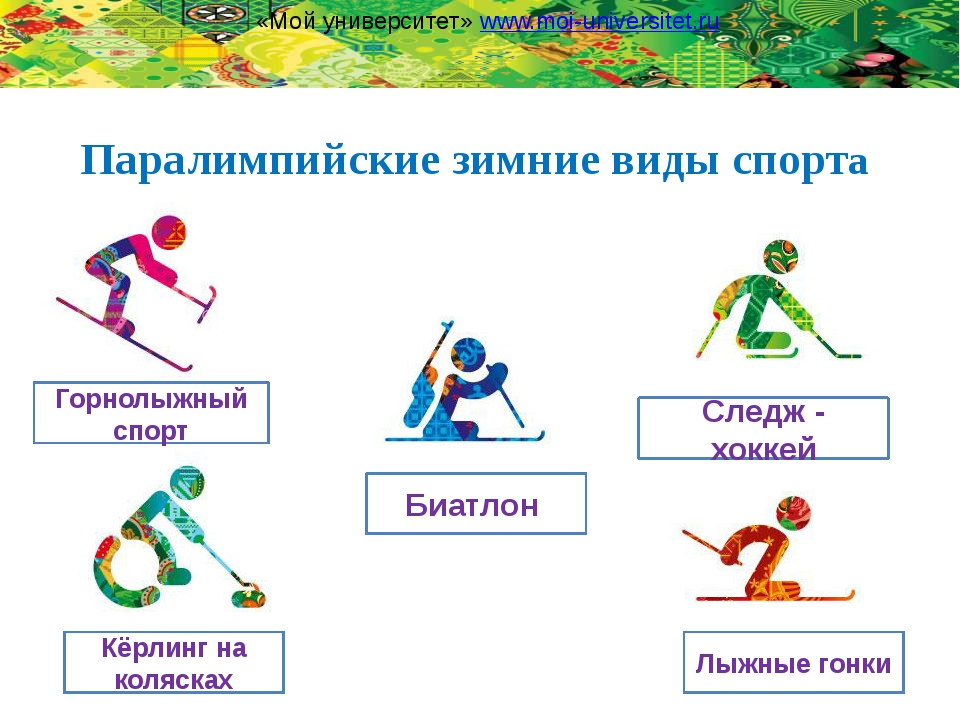 «Мой университет» www.moj-universitet.ru
Паралимпийские зимние виды спорта
Горнолыжный
спорт
Следж -
хоккей
Биатлон
Кёрлинг на
колясках
Лыжные гонки